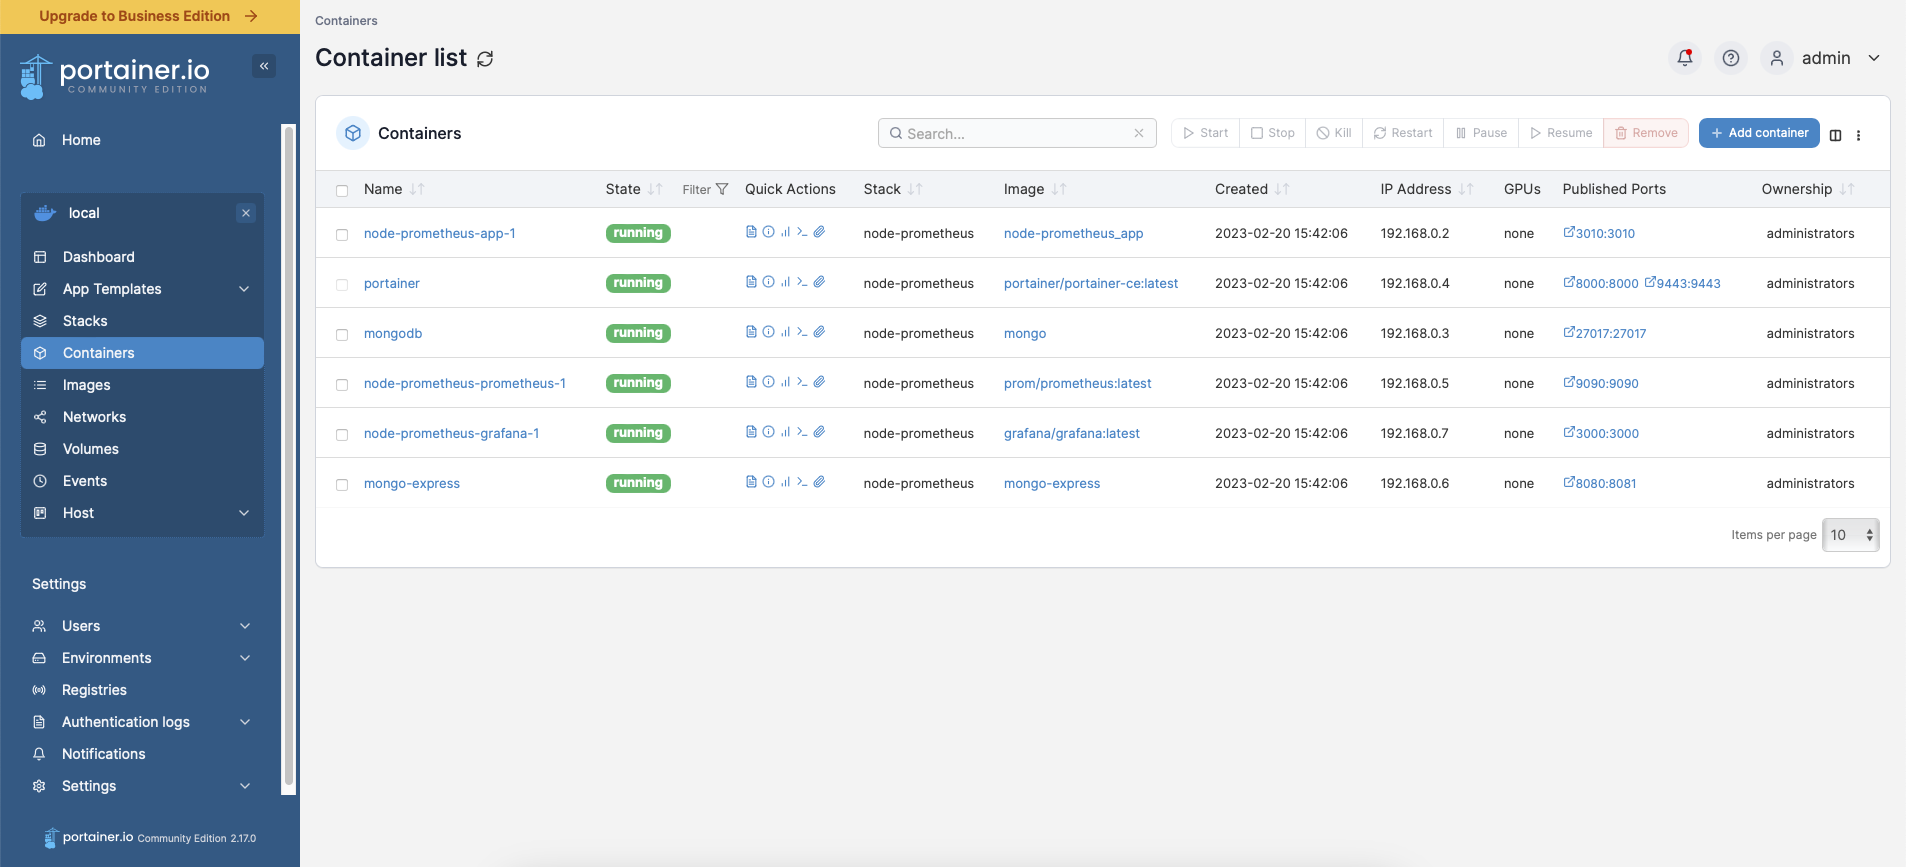 Upgrade to Business Edition
portainer.io
COMMUNITY EDITION
Home
local
Dashboard
App Templates
Stacks
Containers
Images
Networks
Volumes
Events
Host
Settings
Users
Environments
Registries
Authentication logs
Notifications
Settings
portainer.io Community Edition 2.17.0
Containers
Container list
admin
Containers
Search...
Start Stop Kill Restart Pause Resume Remove
Add container
Name State Filter Quick Actions Stack Image Created IP Address GPUs Published Ports Ownership
node-prometheus-app-1 running node-prometheus node-prometheus_app 2023-02-20 15:42:06 192.168.0.2 none 3010:3010 administrators
portainer running node-prometheus portainer/portainer-ce:latest 2023-02-20 15:42:06 192.168.0.4 none 8000:8000 9443:9443 administrators
mongodb running node-prometheus mongo 2023-02-20 15:42:06 192.168.0.3 none 27017:27017 administrators
node-prometheus-prometheus-1 running node-prometheus prom/prometheus:latest 2023-02-20 15:42:06 192.168.0.5 none 9090:9090 administrators
node-prometheus-grafana-1 running node-prometheus grafana/grafana:latest 2023-02-20 15:42:06 192.168.0.7 none 3000:3000 administrators
mongo-express running node-prometheus mongo-express 2023-02-20 15:42:06 192.168.0.6 none 8080:8081 administrators
Items per page 10